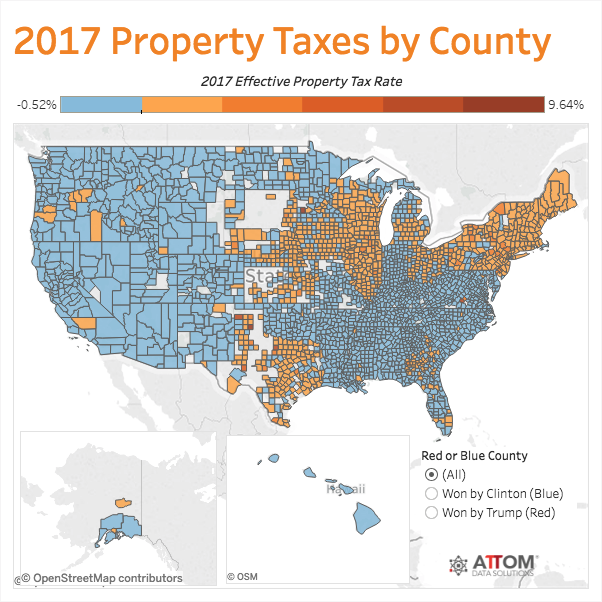 2017 Property Taxes by County
2017 Effective Property Tax Rate
-0.52%
9.64%
Stat
Hawaii
Red or Blue County
(All)
Won by Clinton (Blue)
Won by Trump (Red)
© OpenStreetMap contributors
© OSM
ATTOM
DATA SOLUTIONS